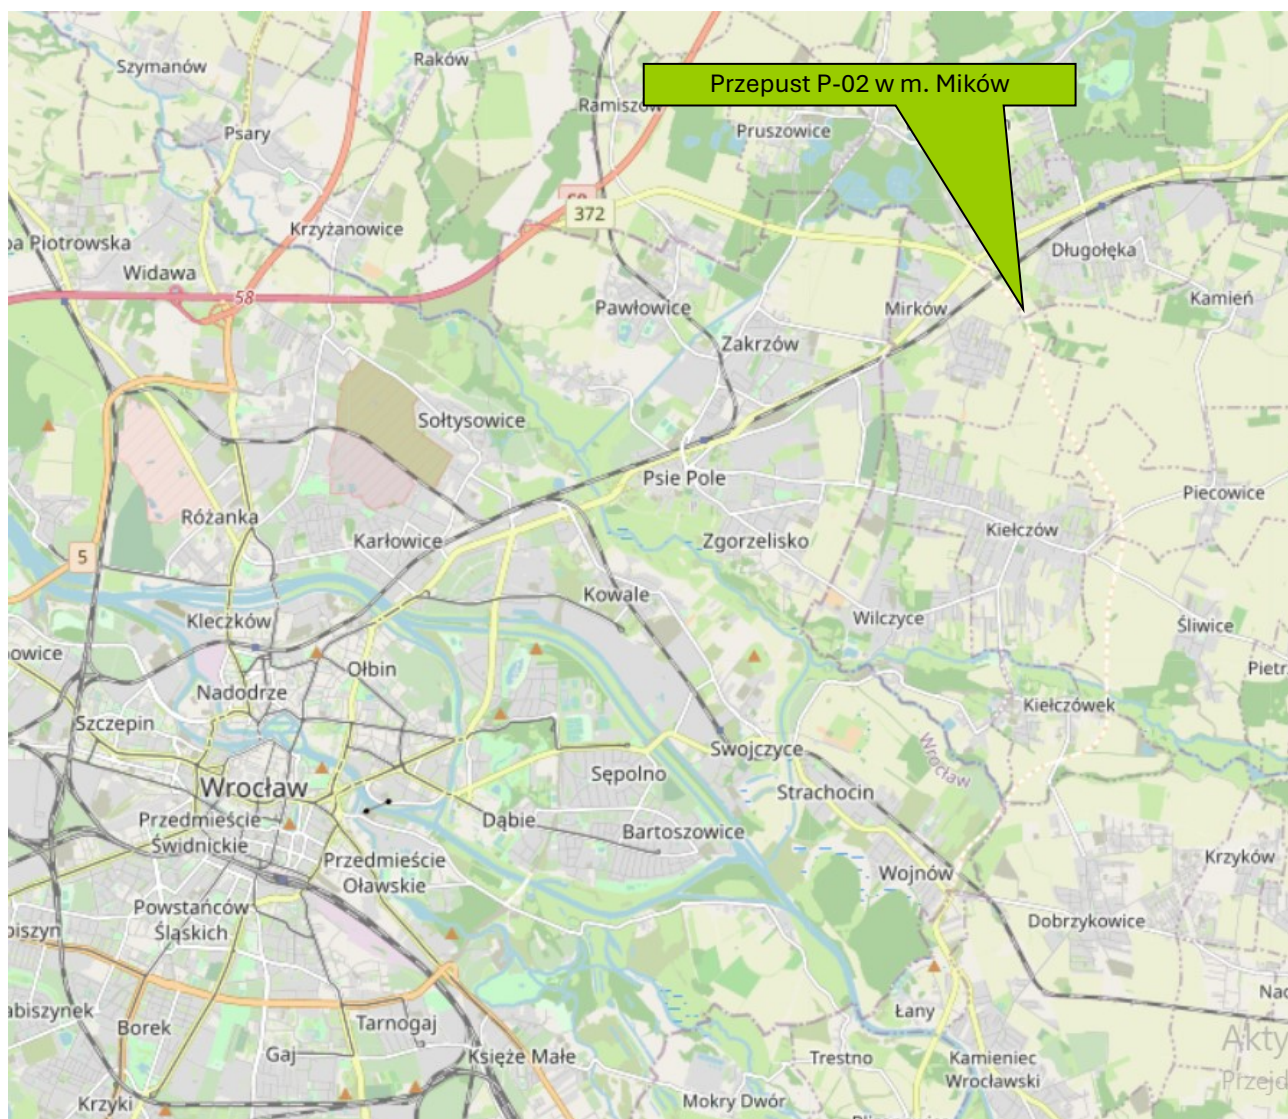 Szymanów
Raków
Przepust P-02 w m. Mików
Ramiszów
Pruszowice
Psary
372
Krzyżanowice
Piotrowska
Długołęka
Widawa
58
Kamień
Pawłowice
Mirków
Zakrzów
Sołtysowice
Psie Pole
Piecowice
Różanka
Karłowice
Zgorzelisko
Kiełczów
5
Kowale
Kleczków
Wilczyce
Śliwice
Ołbin
Nadodrze
Kiełczówek
Szczepin
Wrocław
Swojczyce
Sępolno
Wrocław
Strachocin
Przedmieście
Świdnickie
Dąbie
Bartoszowice
Przedmieście
Oławskie
Krzyków
Wojnów
Powstańców
Śląskich
Dobrzykowice
Łany
Borek
Tarnogaj
Gaj
Księże Małe
Trestno
Kamieniec
Wrocławski
Krzyki
Mokry Dwór